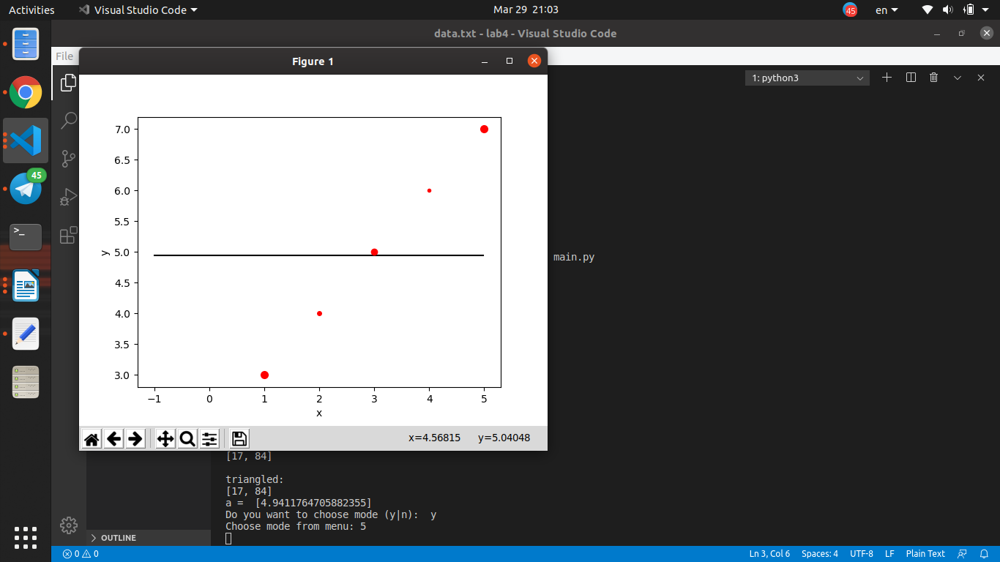 Activities
Visual Studio Code
Mar 29 21:03
45
en
data.txt - lab4 - Visual Studio Code
File
Figure 1
1: python3
45
>_
7.0
6.5
6.0
5.5
5.0
4.5
4.0
3.5
3.0
y
−1 0 1 2 3 4 5
x
main.py
x=4.56815 y=5.04048
[17, 84]
triangled:
[17, 84]
a = [4.9411764705882355]
Do you want to choose mode (y|n): y
Choose mode from menu: 5
OUTLINE
0 0
Ln 3, Col 6 Spaces: 4 UTF-8 LF Plain Text